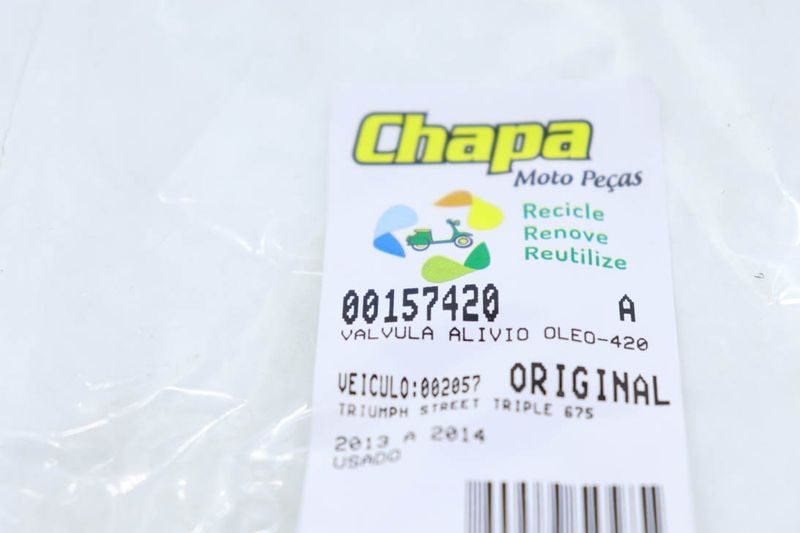 Chapa
Moto Peças
Recicle
Renove
Reutilize
00157420 A
VALVULA ALIVIO OLEO-420
VEICULO:002057 ORIGINAL
TRIUMPH STREET TRIPLE 675
2013 A 2014
USADO